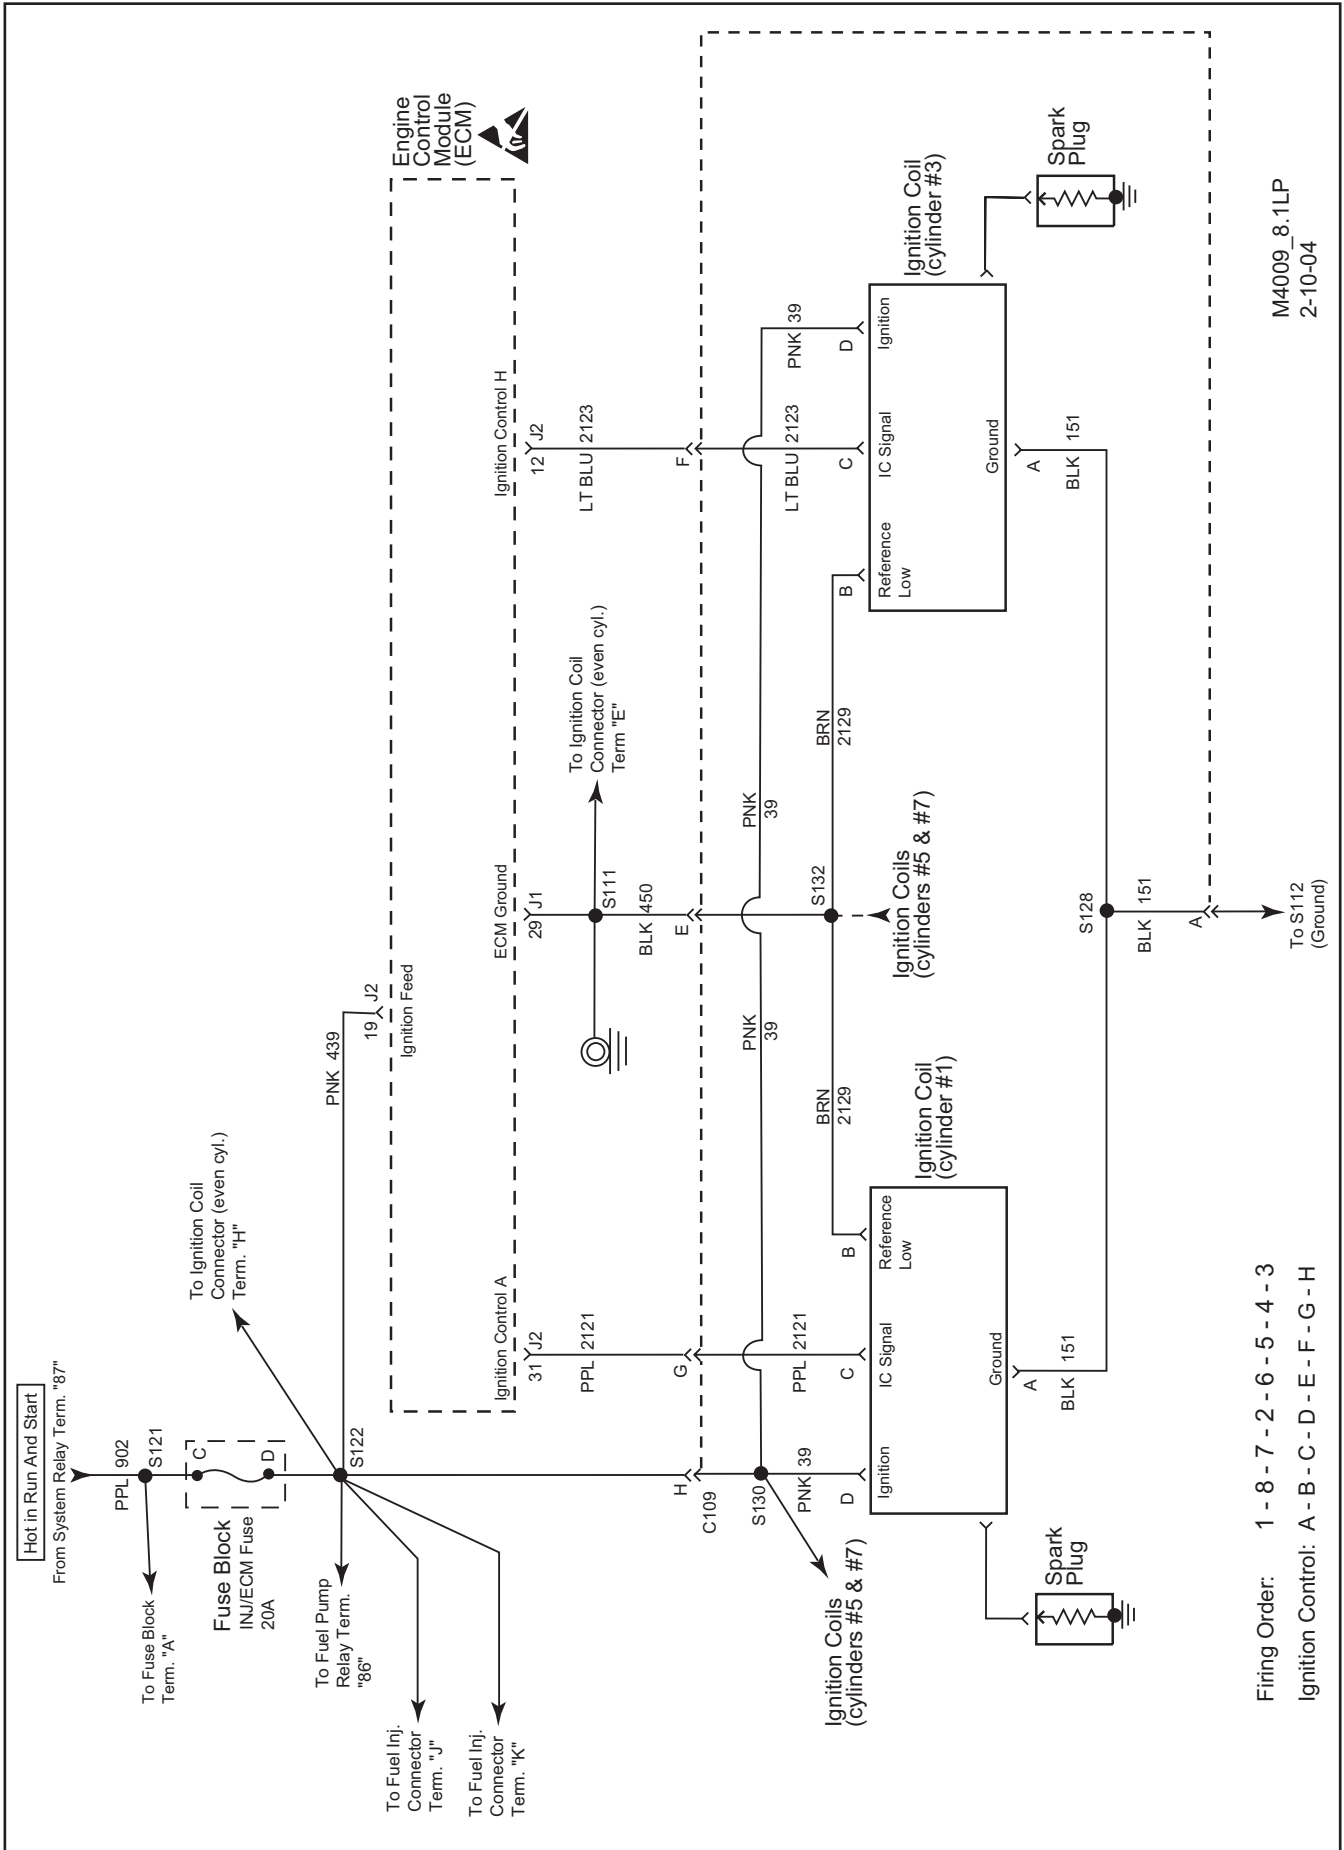 Hot in Run And Start
From System Relay Term. "87"
PPL 902
S121
To Fuse Block
Term. "A"
C
D
Fuse Block
INJ/ECM Fuse
20A
S122
To Ignition Coil
Connector (even cyl.)
Term. "H"
To Fuel Pump
Relay Term.
"86"
To Fuel Inj.
Connector
Term. "J"
To Fuel Inj.
Connector
Term. "K"
PNK 439
19 J2
Ignition Feed
Engine
Control
Module
(ECM)
Ignition Control A
ECM Ground
Ignition Control H
31 J2
29 J1
12 J2
PPL 2121
S111
To Ignition Coil
Connector (even cyl.)
Term "E"
BLK 450
LT BLU 2123
H
G
E
F
C109
S130
PNK 39
PNK
39
PNK
39
PNK 39
Ignition Coils
(cylinders #5 & #7)
PPL 2121
BRN
2129
S132
BRN
2129
LT BLU 2123
Ignition Coils
(cylinders #5 & #7)
D
C
B
B
C
D
Ignition
IC Signal
Reference
Low
Ground
Ignition Coil
(cylinder #1)
Reference
Low
IC Signal
Ignition
Ground
Ignition Coil
(cylinder #3)
Spark
Plug
Spark
Plug
A
BLK 151
A
BLK 151
S128
BLK 151
A
To S112
(Ground)
Firing Order: 1 - 8 - 7 - 2 - 6 - 5 - 4 - 3
Ignition Control: A - B - C - D - E - F - G - H
M4009_8.1LP
2-10-04